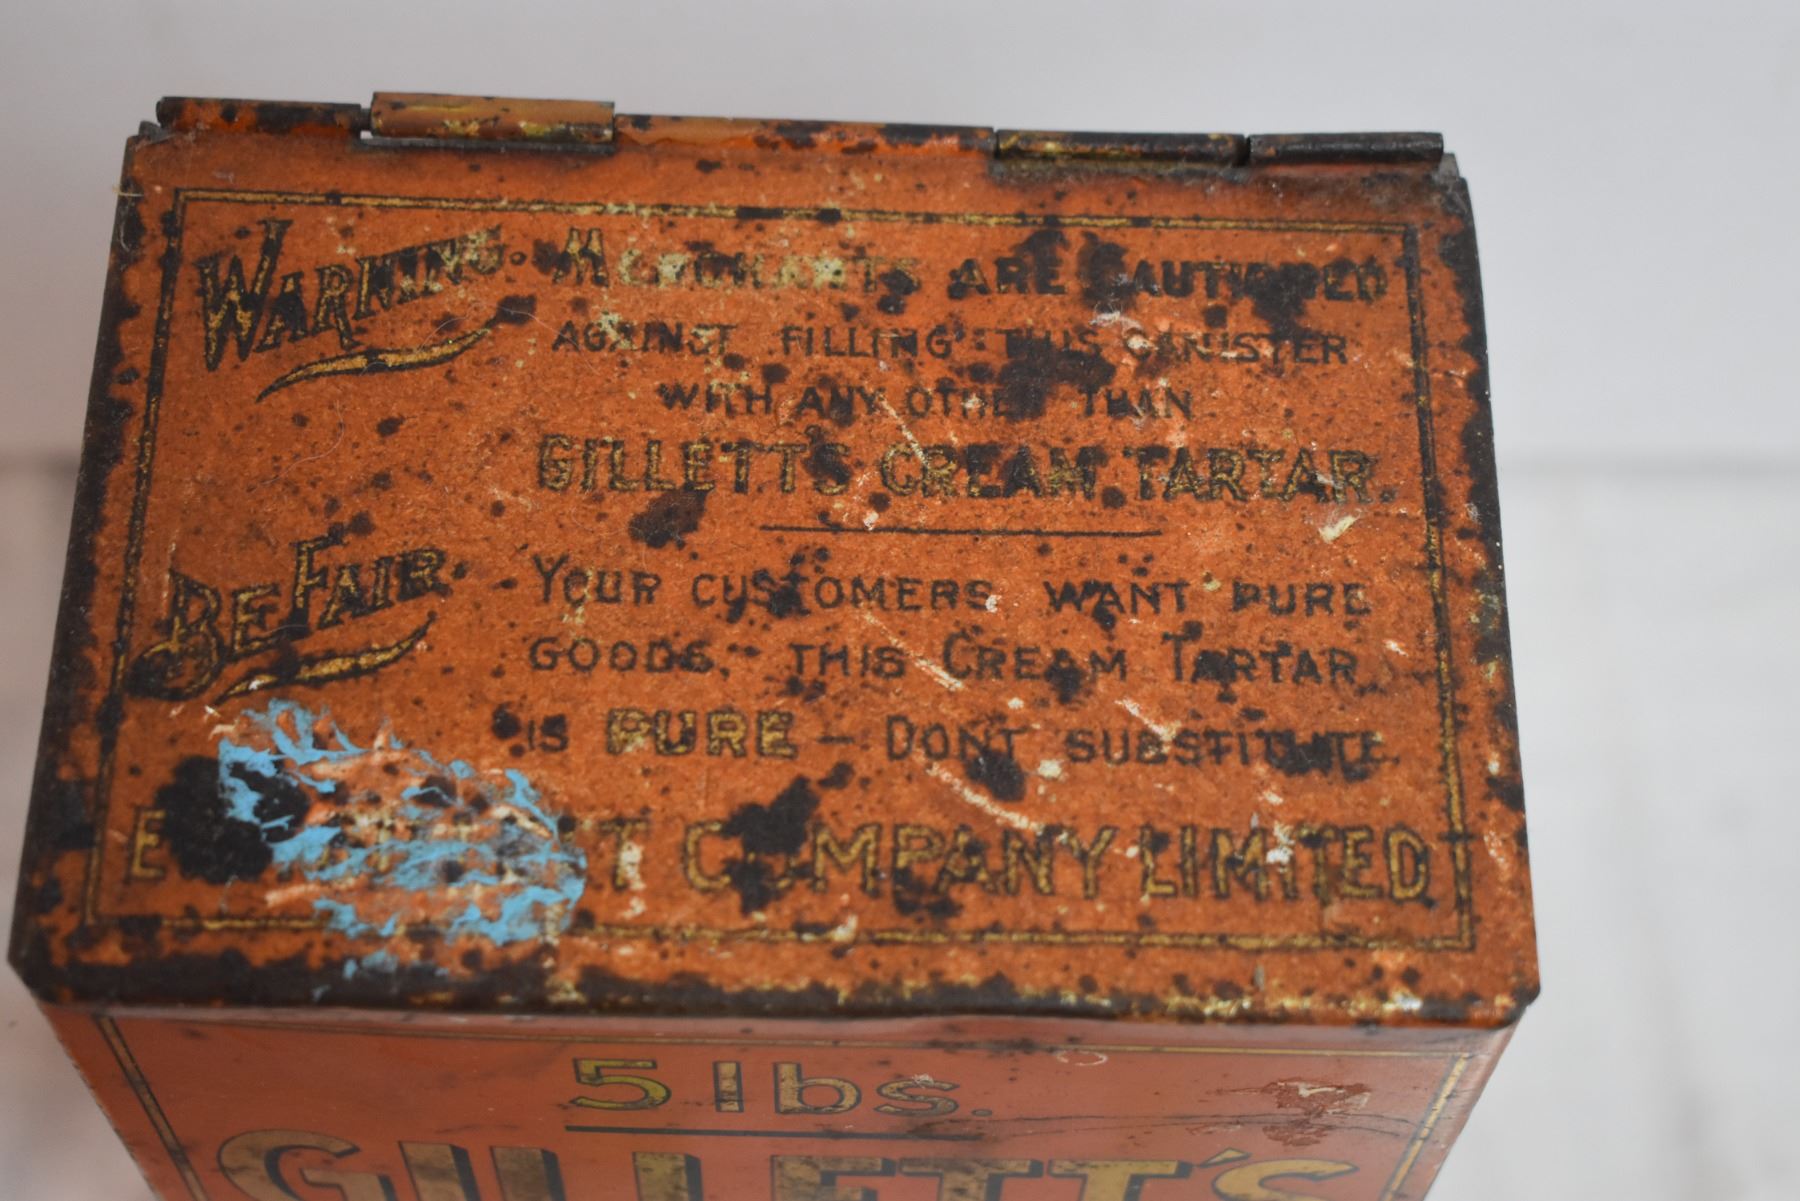 WARNING. MERCHANTS ARE CAUTIONED
AGAINST FILLING THIS CANISTER
WITH ANY OTHER THAN
GILLETT'S CREAM TARTAR.
BE FAIR. YOUR CUSTOMERS WANT PURE
GOODS, THIS CREAM TARTAR
IS PURE — DONT SUBSTITUTE.
COMPANY LIMITED
5 lbs.
GILLETT'S